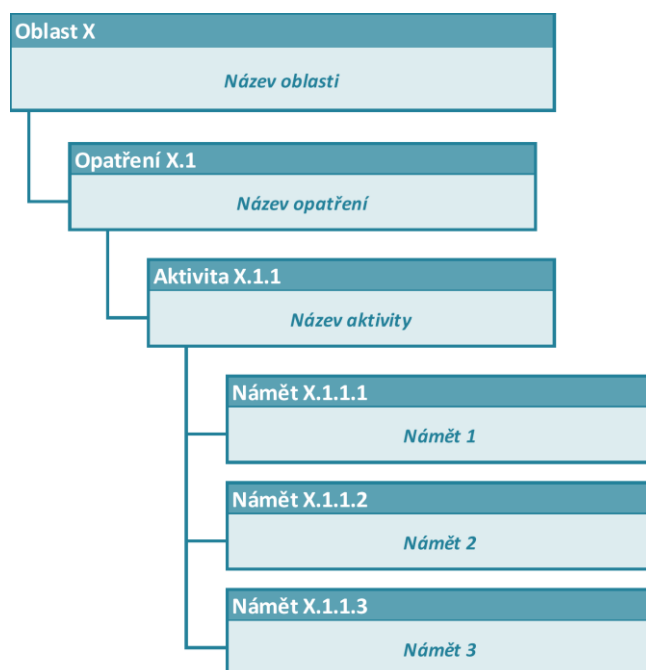 Oblast X
Název oblasti
Opatření X.1
Název opatření
Aktivita X.1.1
Název aktivity
Námět X.1.1.1
Námět 1
Námět X.1.1.2
Námět 2
Námět X.1.1.3
Námět 3